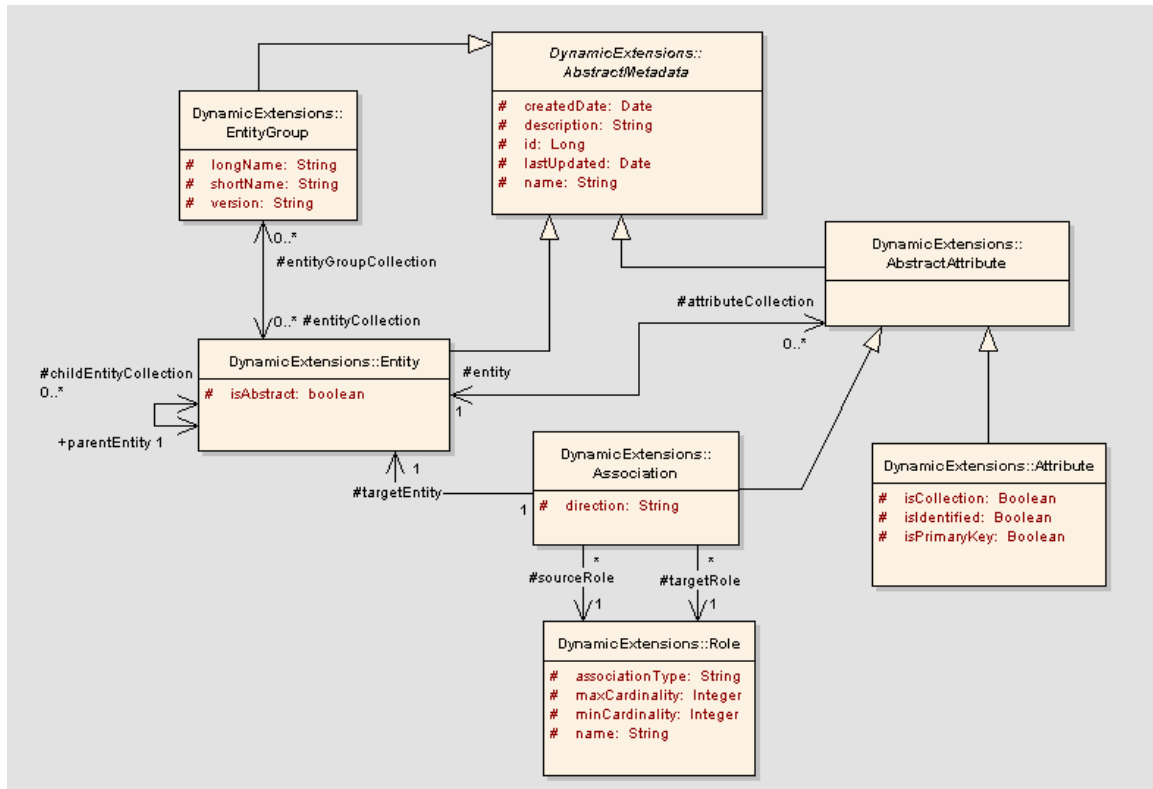 DynamicExtensions::
AbstractMetadata
# createdDate: Date
# description: String
# id: Long
# lastUpdated: Date
# name: String
DynamicExtensions::
EntityGroup
# longName: String
# shortName: String
# version: String
0..*
#entityGroupCollection
0..* #entityCollection
DynamicExtensions::
AbstractAttribute
#attributeCollection
0..*
DynamicExtensions::Entity
# isAbstract: boolean
#childEntityCollection
0..*
+parentEntity 1
#entity
1
1
#targetEntity
1
DynamicExtensions::
Association
# direction: String
DynamicExtensions::Attribute
# isCollection: Boolean
# isIdentified: Boolean
# isPrimaryKey: Boolean
*
#sourceRole
1
*
#targetRole
1
DynamicExtensions::Role
# associationType: String
# maxCardinality: Integer
# minCardinality: Integer
# name: String